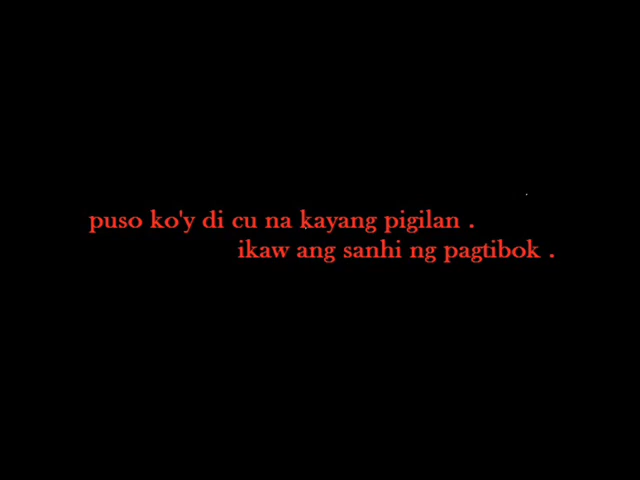 puso ko'y di cu na kayang pigilan .
ikaw ang sanhi ng pagtibok .